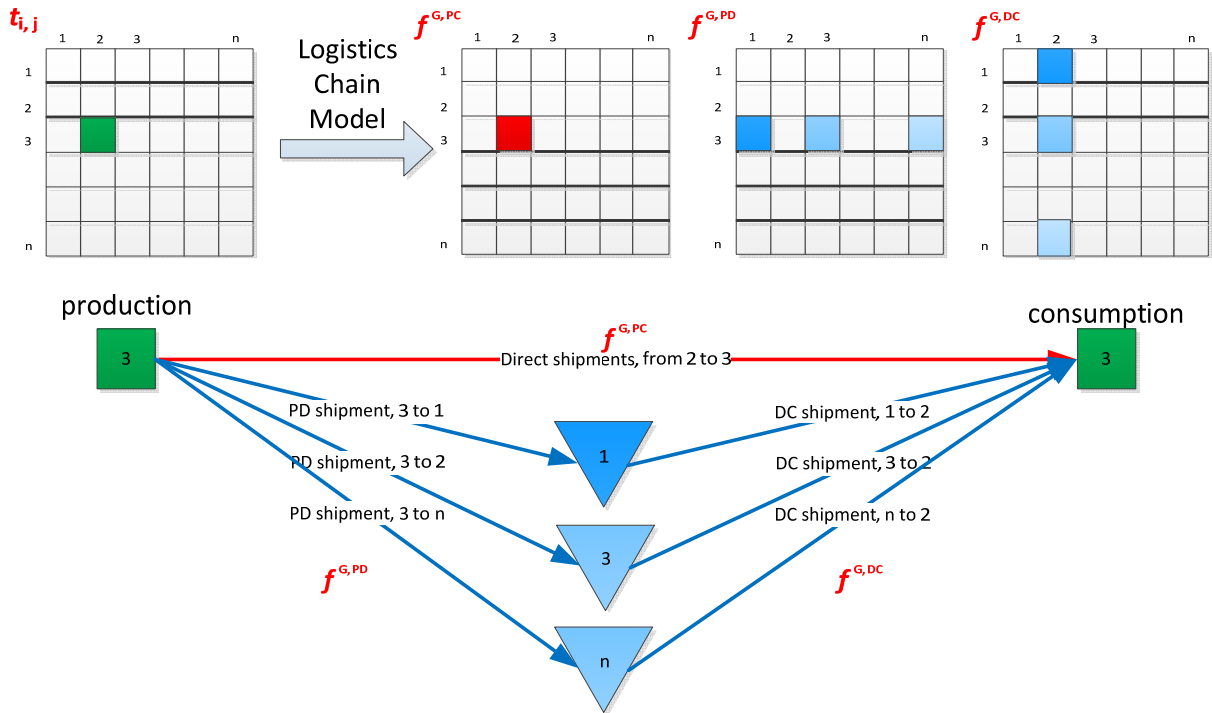 t i, j
f G,PC
f G,PD
f G,DC
1 2 3 n
1 2 3 n
1 2 3 n
1 2 3 n
1
2
3
n
Logistics
Chain
Model
1
2
3
n
1
2
3
n
1
2
3
n
production
consumption
f G,PC
3
Direct shipments, from 2 to 3
3
PD shipment, 3 to 1
DC shipment, 1 to 2
1
PD shipment, 3 to 2
DC shipment, 3 to 2
PD shipment, 3 to n
DC shipment, n to 2
3
f G,PD
f G,DC
n